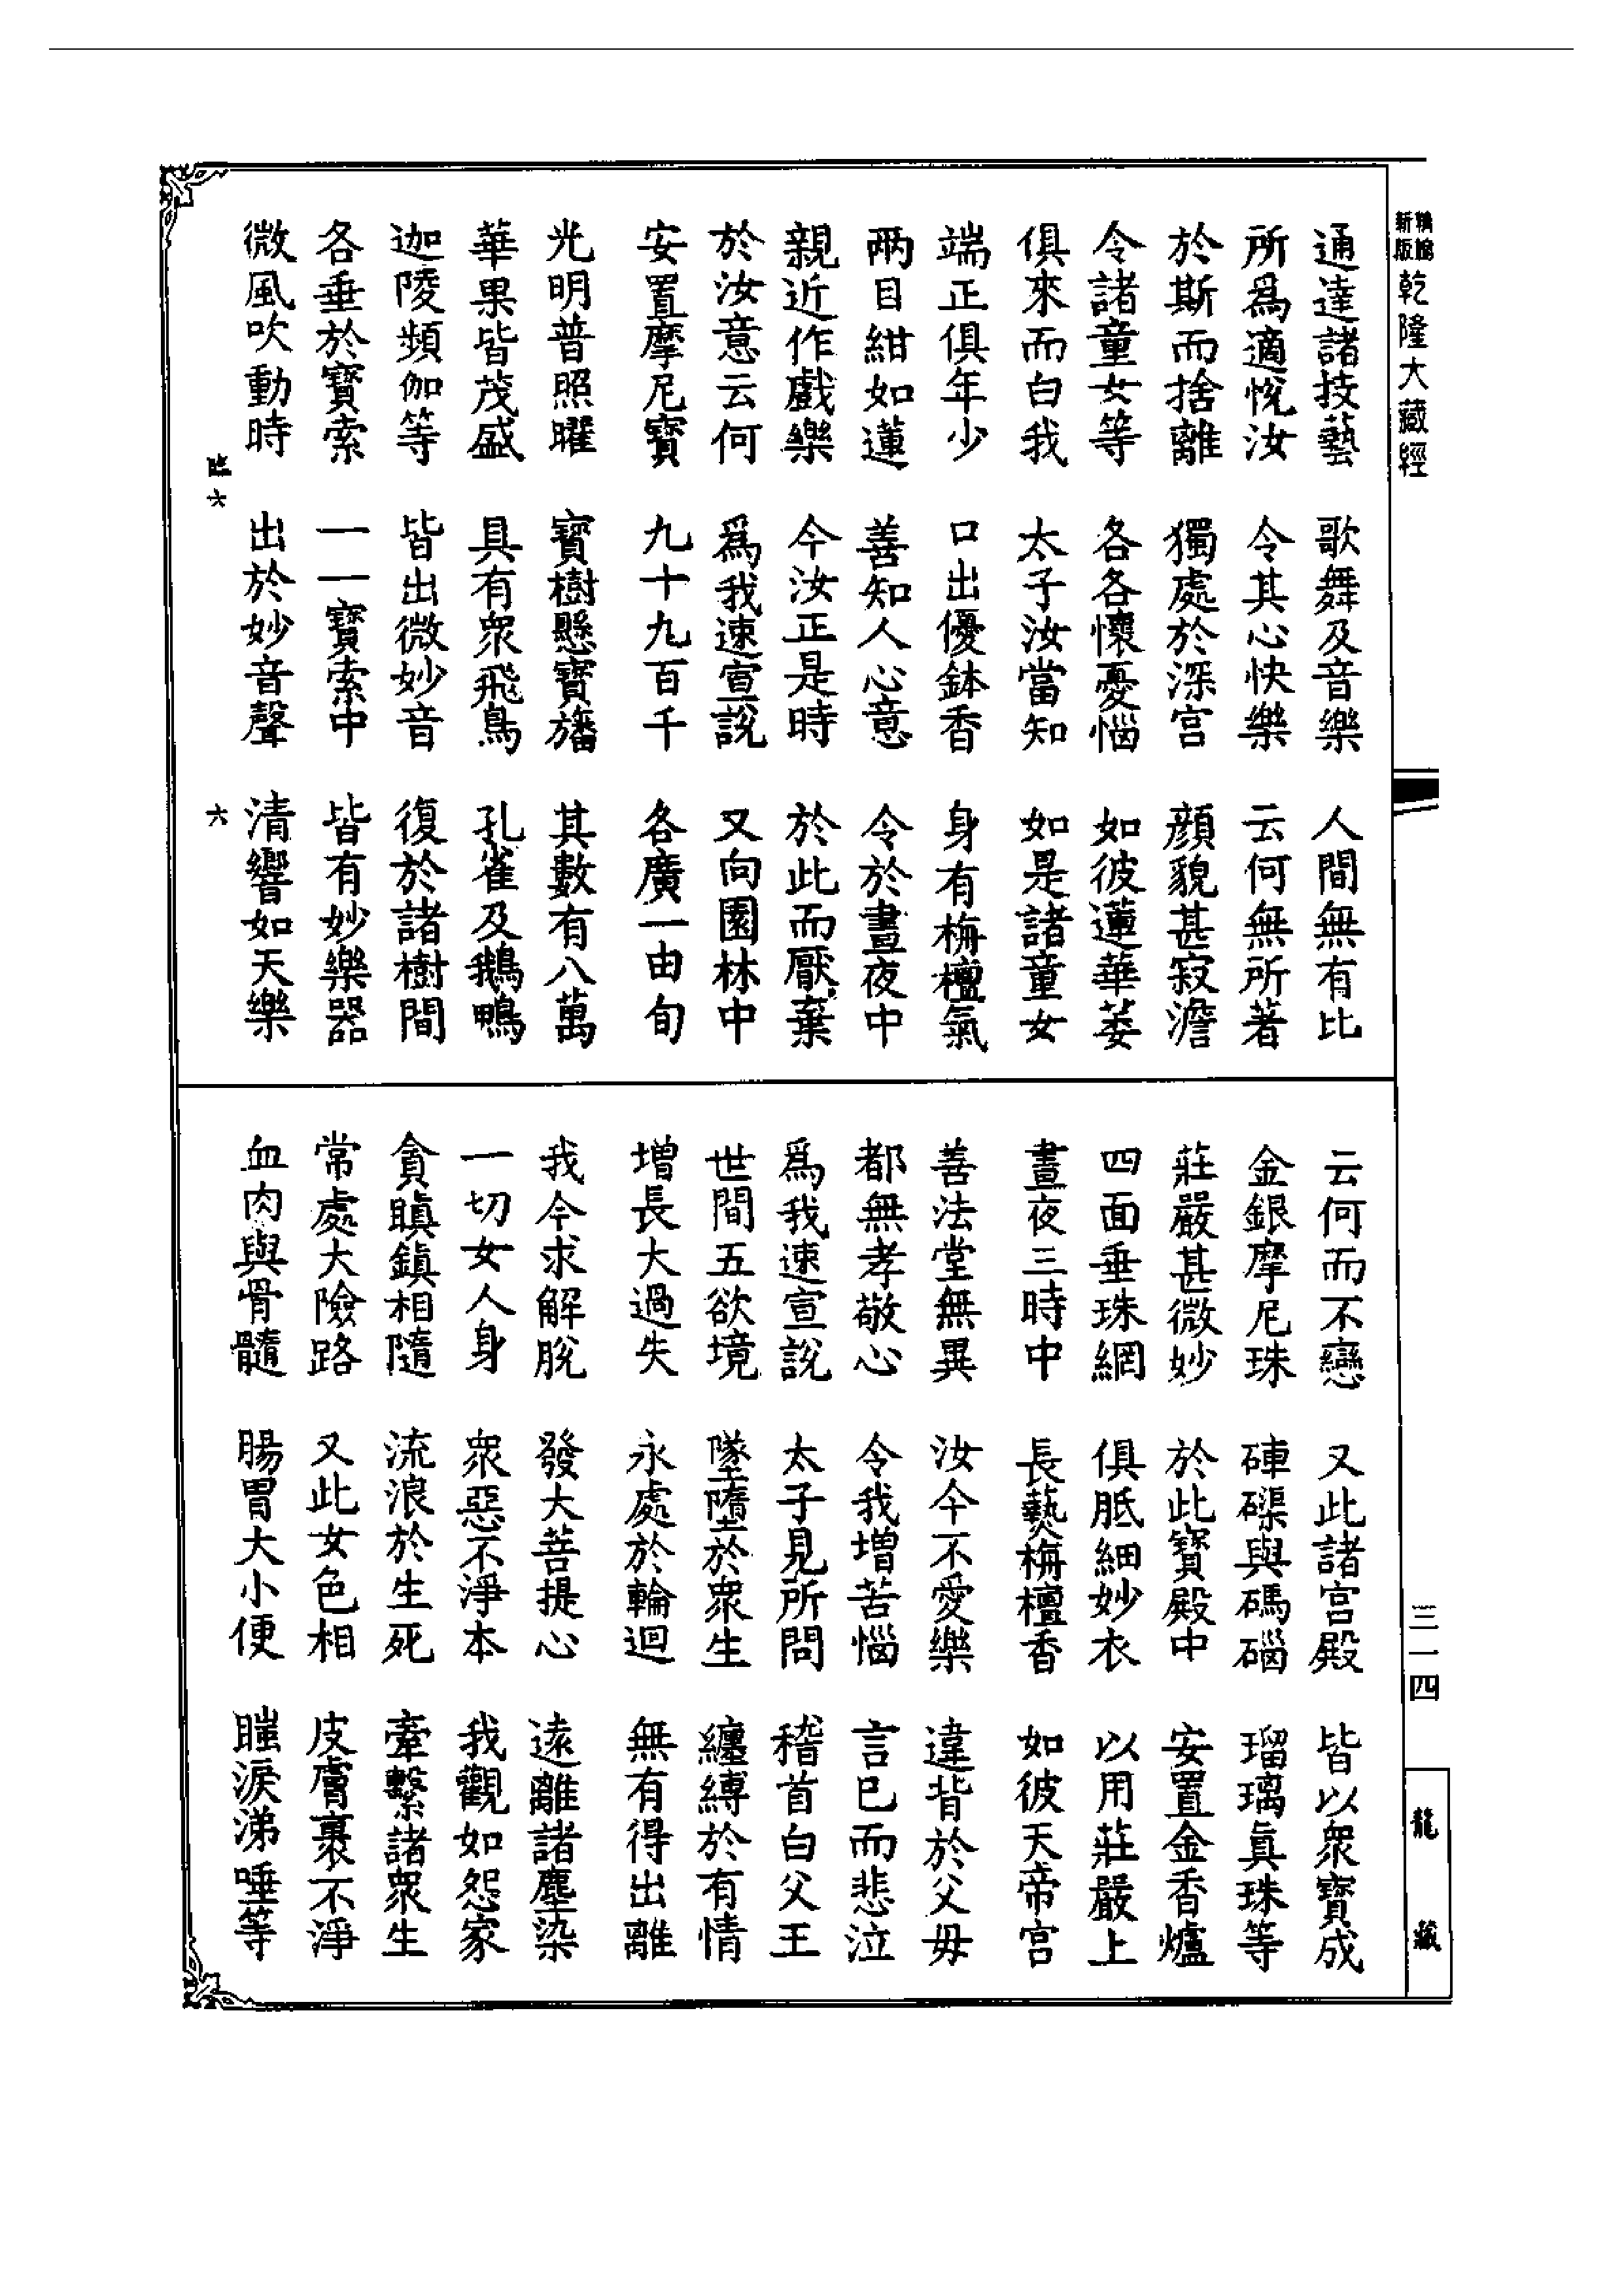 乾隆大藏經
通達諸技藝　歌舞及音樂　人間無有比
所爲適悅汝　令其心快樂　云何無所著
於斯而捨離　獨處於深宮　顏貌甚寂澹
令諸童女等　各各懷憂惱　如彼蓮華萎
俱來而白我　太子汝當知　如是諸童女
端正俱年少　口出優鉢香　身有栴檀氣
兩目紺如蓮　善知人心意　令於晝夜中
親近作戲樂　今汝正是時　於此而厭棄
於汝意云何　爲我速宣說　又向園林中
安置摩尼寶　九十九百千　各廣一由旬
光明普照曜　寶樹懸寶旛　其數有八萬
華果皆茂盛　具有衆飛鳥　孔雀及鵝鴨
迦陵頻伽等　皆出微妙音　復於諸樹間
各垂於寶索　一一寶索中　皆有妙樂器
微風吹動時　出於妙音聲　清響如天樂
臨六　六
云何而不戀　又此諸宮殿　皆以衆寶成
金銀摩尼珠　硨磲與碼碯　瑠璃眞珠等
莊嚴甚微妙　於此寶殿中　安置金香爐
四面垂珠網　俱胝細妙衣　以用莊嚴上
晝夜三時中　長爇栴檀香　如彼天帝宮
善法堂無異　汝今不愛樂　違背於父母
都無孝敬心　令我增苦惱　言已而悲泣
爲我速宣說　太子見所問　稽首白父王
世間五欲境　墜墮於衆生　纏縛於有情
增長大過失　永處於輪迴　無有得出離
我今求解脫　發大菩提心　遠離諸塵染
一切女人身　衆惡不淨本　我觀如怨家
貪瞋鎮相隨　流浪於生死　牽繫諸衆生
常處大險路　又此女色相　皮膚裹不淨
血肉與骨髓　腸胃大小便　眵淚涕唾等
三一四
龍藏